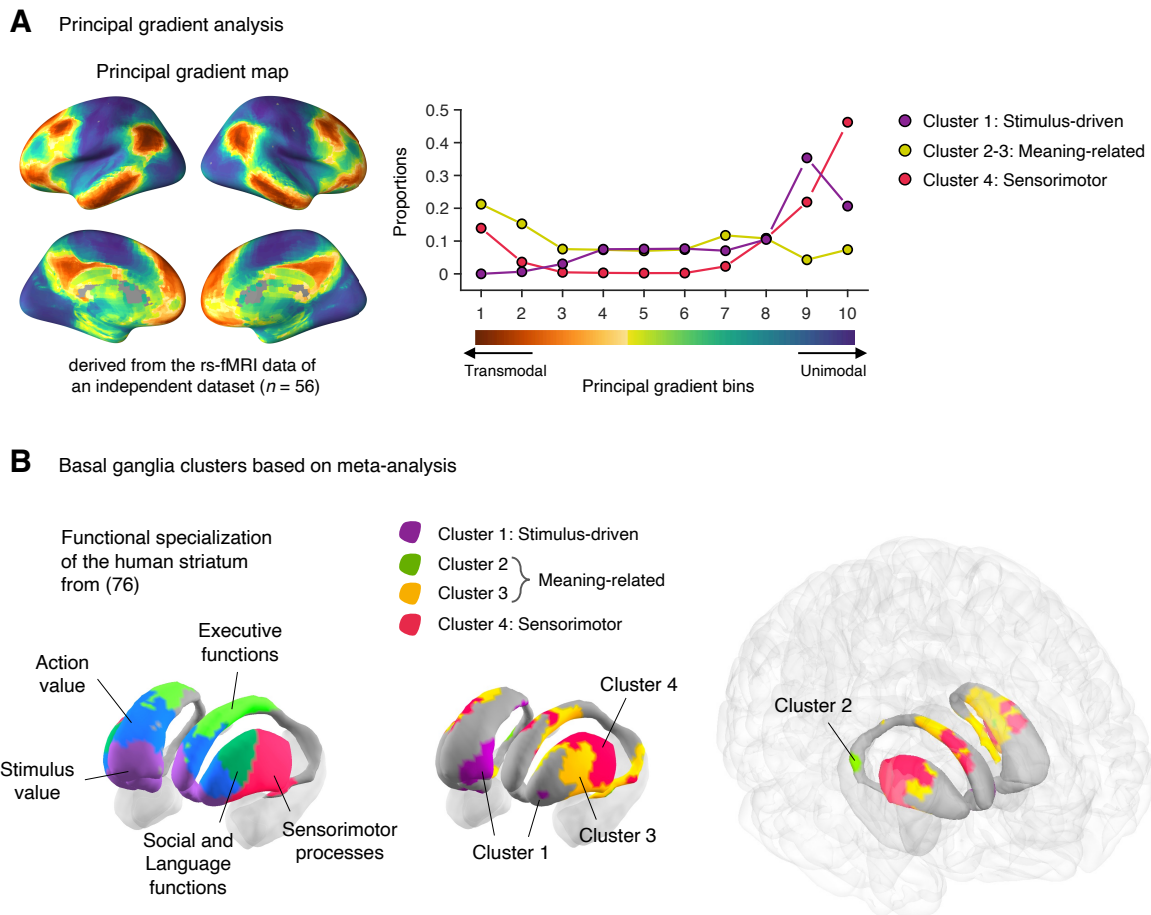 A Principal gradient analysis
Principal gradient map
derived from the rs-fMRI data of
an independent dataset (n = 56)
Proportions
0.5
0.4
0.3
0.2
0.1
0
1 2 3 4 5 6 7 8 9 10
Transmodal
Unimodal
Principal gradient bins
Cluster 1: Stimulus-driven
Cluster 2-3: Meaning-related
Cluster 4: Sensorimotor
B Basal ganglia clusters based on meta-analysis
Functional specialization
of the human striatum
from (76)
Executive
functions
Action
value
Stimulus
value
Social and
Language
functions
Sensorimotor
processes
Cluster 1: Stimulus-driven
Cluster 2
Cluster 3
Meaning-related
Cluster 4: Sensorimotor
Cluster 4
Cluster 3
Cluster 1
Cluster 2